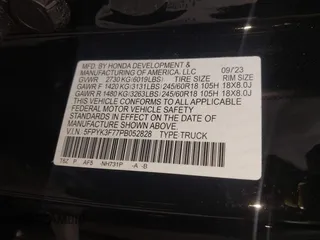 MFD. BY HONDA DEVELOPMENT & 09/23
MANUFACTURING OF AMERICA, LLC
GVWR 2730 KG (6019LBS) TIRE SIZE RIM SIZE
GAWR F 1420 KG (3131LBS) 245/60R18 105H 18X8.0J
GAWR R 1480 KG (3263LBS) 245/60R18 105H 18X8.0J
THIS VEHICLE CONFORMS TO ALL APPLICABLE
FEDERAL MOTOR VEHICLE SAFETY
STANDARDS IN EFFECT ON THE DATE OF
MANUFACTURE SHOWN ABOVE.
V.I.N. 5FPYK3F77PB052828 TYPE TRUCK
T6Z P AF5 NH731P -A -B